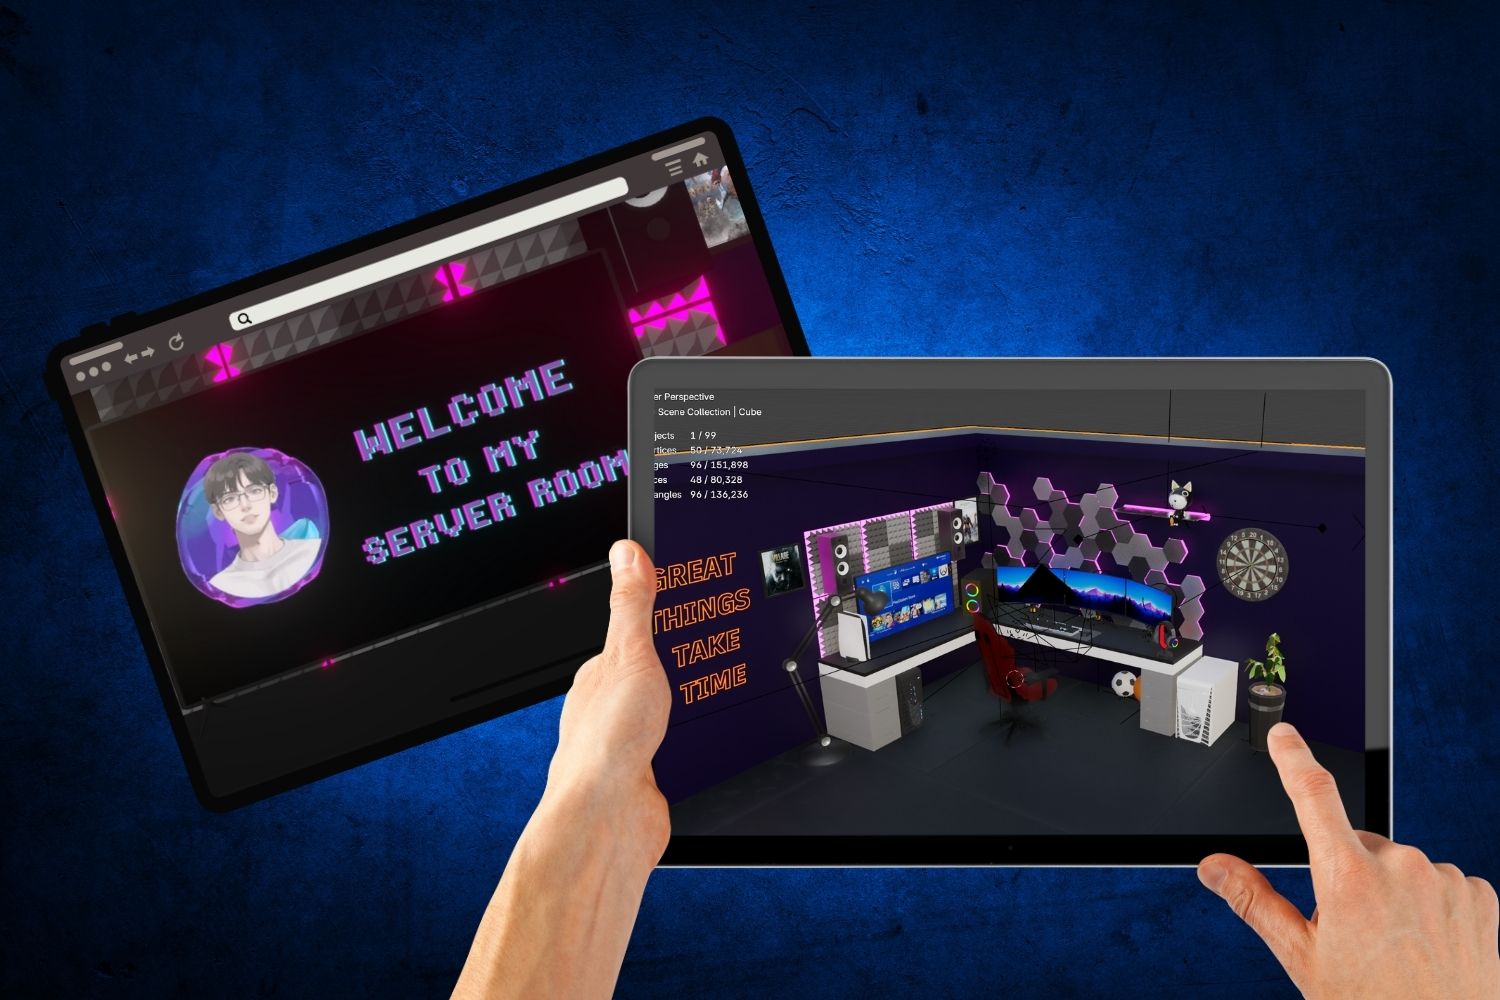 WELCOME
TO MY
SERVER ROOM
er Perspective
Scene Collection | Cube
jects 1 / 99
rtices 50 / 73,724
ges 96 / 151,898
ces 48 / 80,328
angles 96 / 136,236
GREAT
THINGS
TAKE
TIME